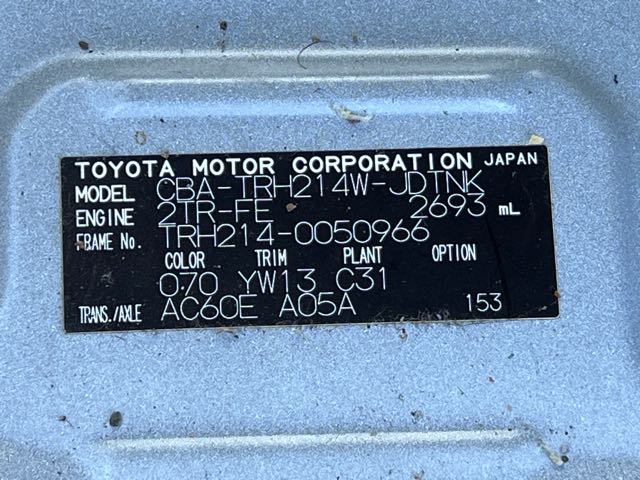 TOYOTA MOTOR CORPORATION JAPAN
MODEL CBA-TRH214W-JDTNK
ENGINE 2TR-FE 2693 mL
FRAME No. TRH214-0050966
COLOR TRIM PLANT OPTION
070 YW13 C31
TRANS./AXLE AC60E A05A 153